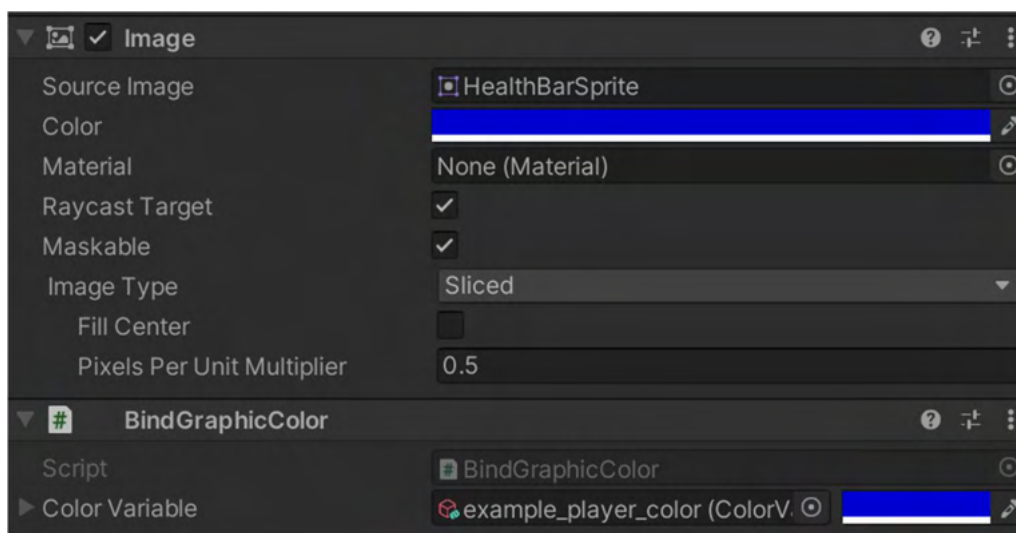 Image
Source Image HealthBarSprite
Color
Material None (Material)
Raycast Target
Maskable
Image Type Sliced
Fill Center
Pixels Per Unit Multiplier 0.5
# BindGraphicColor
Script # BindGraphicColor
Color Variable example_player_color (ColorV